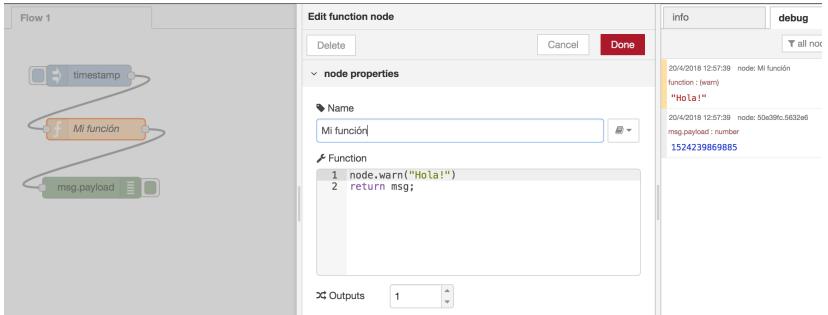 Flow 1
timestamp
Mi función
msg.payload
Edit function node
Delete
Cancel
Done
node properties
Name
Mi función
Function
1 node.warn("Hola!")
2 return msg;
Outputs
1
info
debug
all
20/4/2018 12:57:39 node: Mi función
function : (warn)
"Hola!"
20/4/2018 12:57:39 node: 50e39fc.5632e6
msg.payload : number
1524239869885